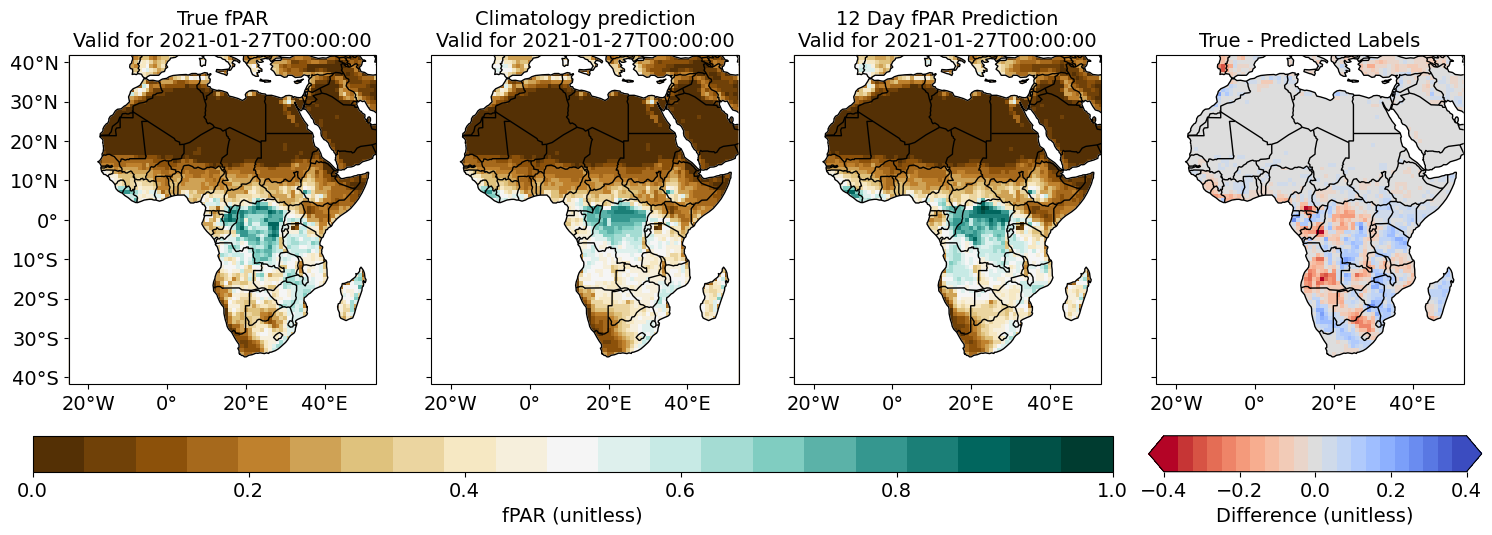 True fPAR
Valid for 2021-01-27T00:00:00
Climatology prediction
Valid for 2021-01-27T00:00:00
12 Day fPAR Prediction
Valid for 2021-01-27T00:00:00
True - Predicted Labels
40°N
30°N
20°N
10°N
0°
10°S
20°S
30°S
40°S
20°W 0° 20°E 40°E
20°W 0° 20°E 40°E
20°W 0° 20°E 40°E
20°W 0° 20°E 40°E
0.0 0.2 0.4 0.6 0.8 1.0
fPAR (unitless)
−0.4 −0.2 0.0 0.2 0.4
Difference (unitless)